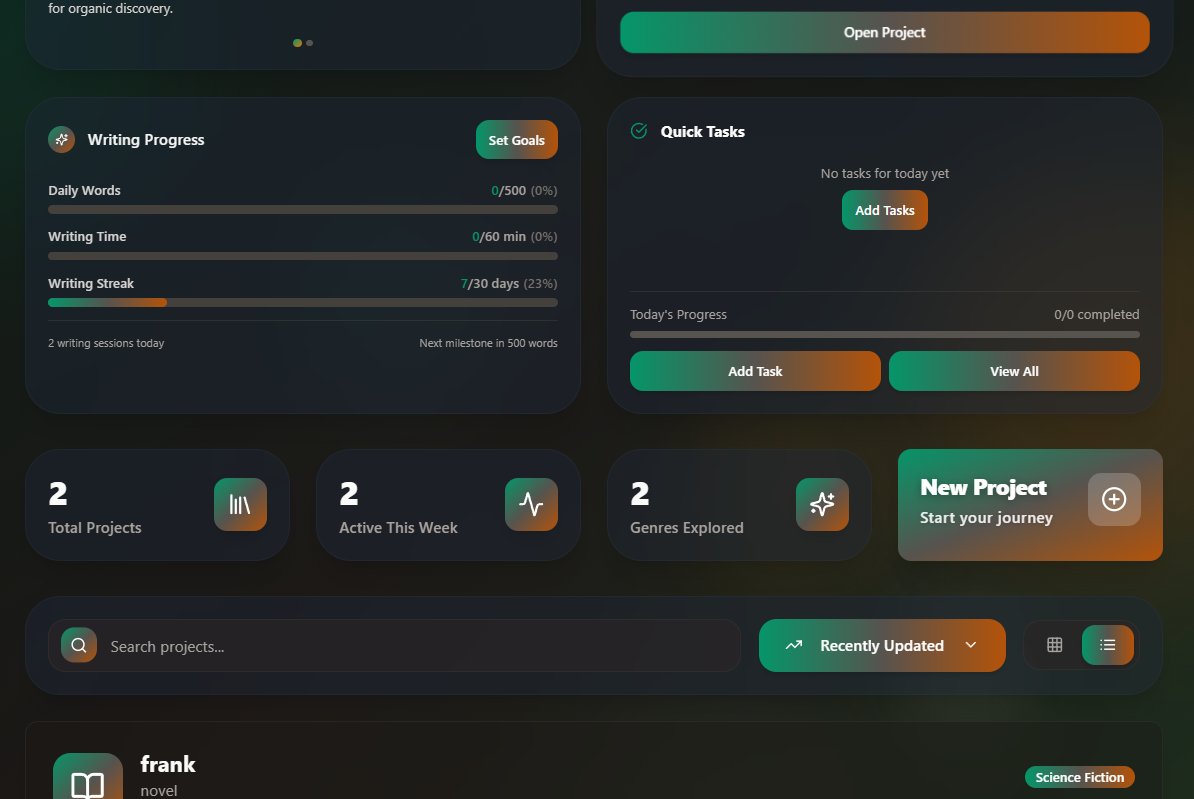 for organic discovery.
Open Project
Writing Progress
Set Goals
Daily Words
0/500 (0%)
Writing Time
0/60 min (0%)
Writing Streak
7/30 days (23%)
2 writing sessions today
Next milestone in 500 words
Quick Tasks
No tasks for today yet
Add Tasks
Today's Progress
0/0 completed
Add Task
View All
2
Total Projects
2
Active This Week
2
Genres Explored
New Project
Start your journey
Search projects...
Recently Updated
frank
novel
Science Fiction